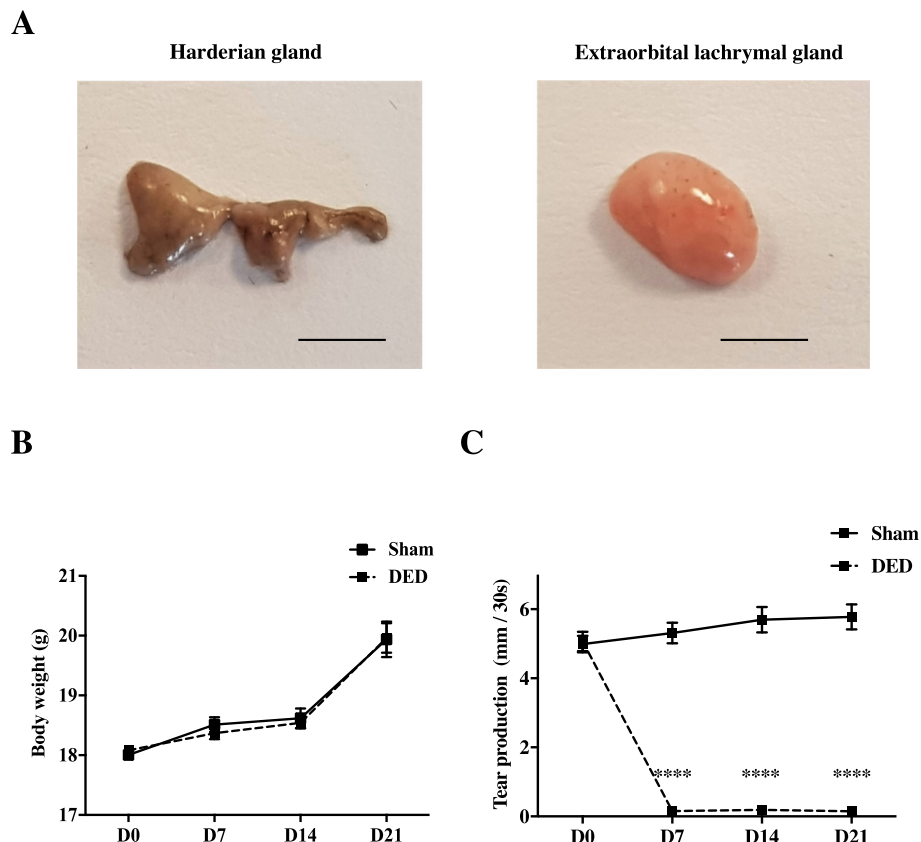 A
Harderian gland
Extraorbital lachrymal gland
B
C
Sham
DED
21
20
19
18
17
Body weight (g)
D0 D7 D14 D21
Sham
DED
6
4
2
0
Tear production (mm / 30s)
**** **** ****
D0 D7 D14 D21